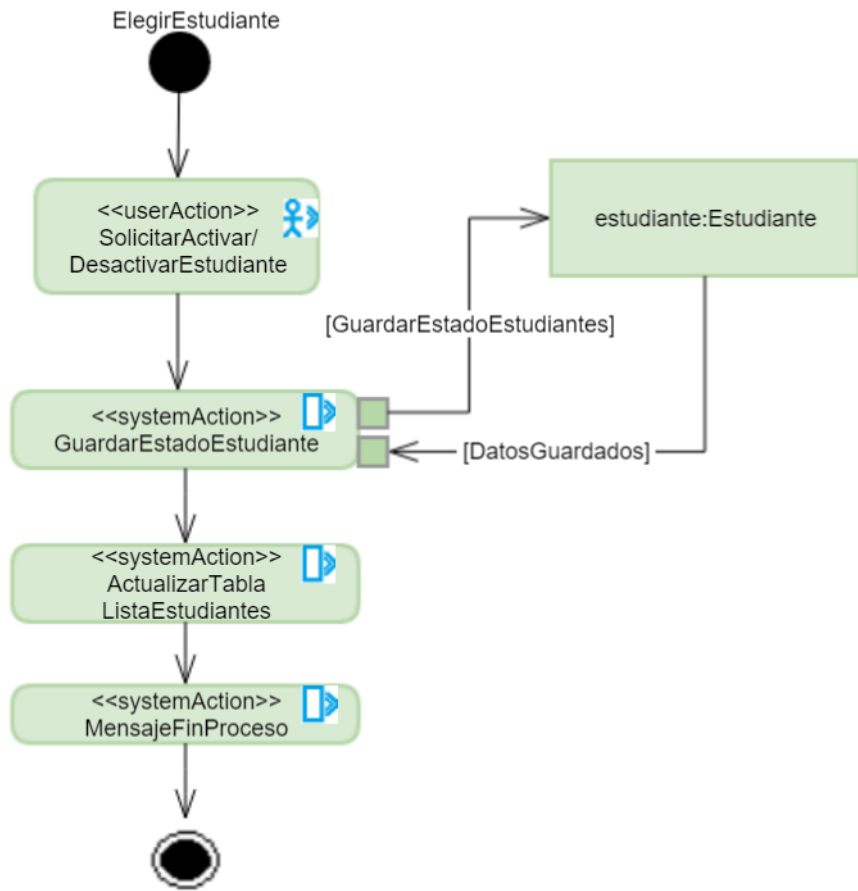 ElegirEstudiante
<<userAction>>
SolicitarActivar/
DesactivarEstudiante
estudiante:Estudiante
[GuardarEstadoEstudiantes]
<<systemAction>>
GuardarEstadoEstudiante
[DatosGuardados]
<<systemAction>>
ActualizarTabla
ListaEstudiantes
<<systemAction>>
MensajeFinProceso